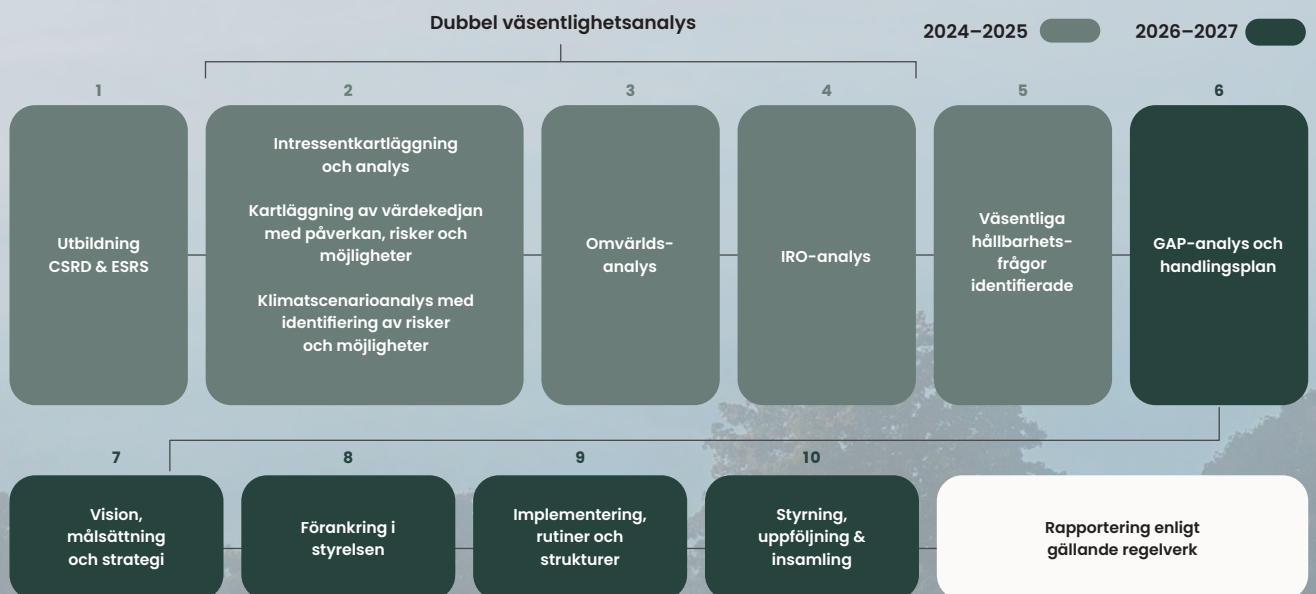 Dubbel väsentlighetsanalys
2024–2025
2026–2027
1
2
3
4
5
6
Utbildning
CSRD & ESRS
Intressentkartläggning
och analys
Kartläggning av värdekedjan
med påverkan, risker och
möjligheter
Klimatscenarioanalys med
identifiering av risker
och möjligheter
Omvärlds-
analys
IRO-analys
Väsentliga
hållbarhets-
frågor
identifierade
GAP-analys och
handlingsplan
7
8
9
10
Vision,
målsättning
och strategi
Förankring i
styrelsen
Implementering,
rutiner och
strukturer
Styrning,
uppföljning &
insamling
Rapportering enligt
gällande regelverk